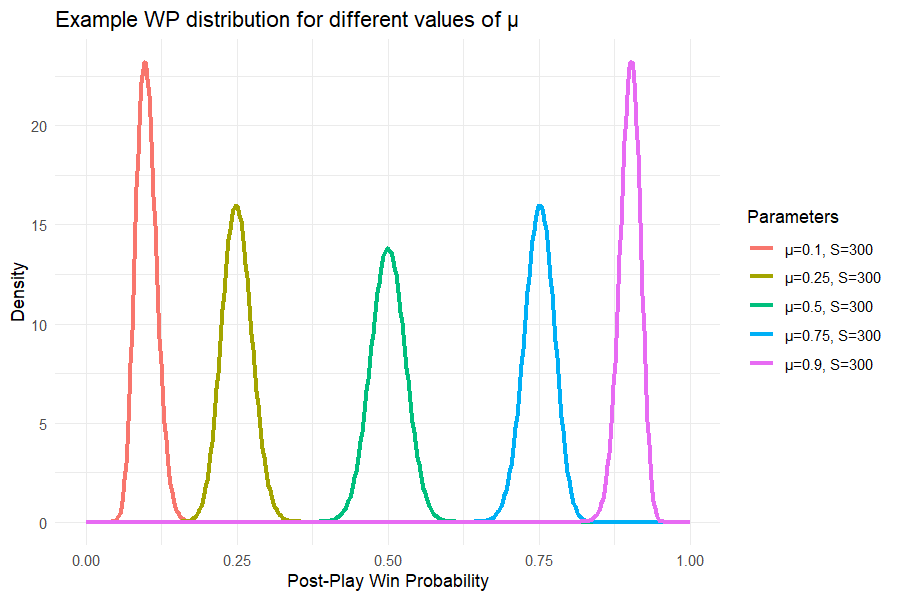 Example WP distribution for different values of μ
Density
20
15
10
5
0
0.00 0.25 0.50 0.75 1.00
Post-Play Win Probability
Parameters
μ=0.1, S=300
μ=0.25, S=300
μ=0.5, S=300
μ=0.75, S=300
μ=0.9, S=300